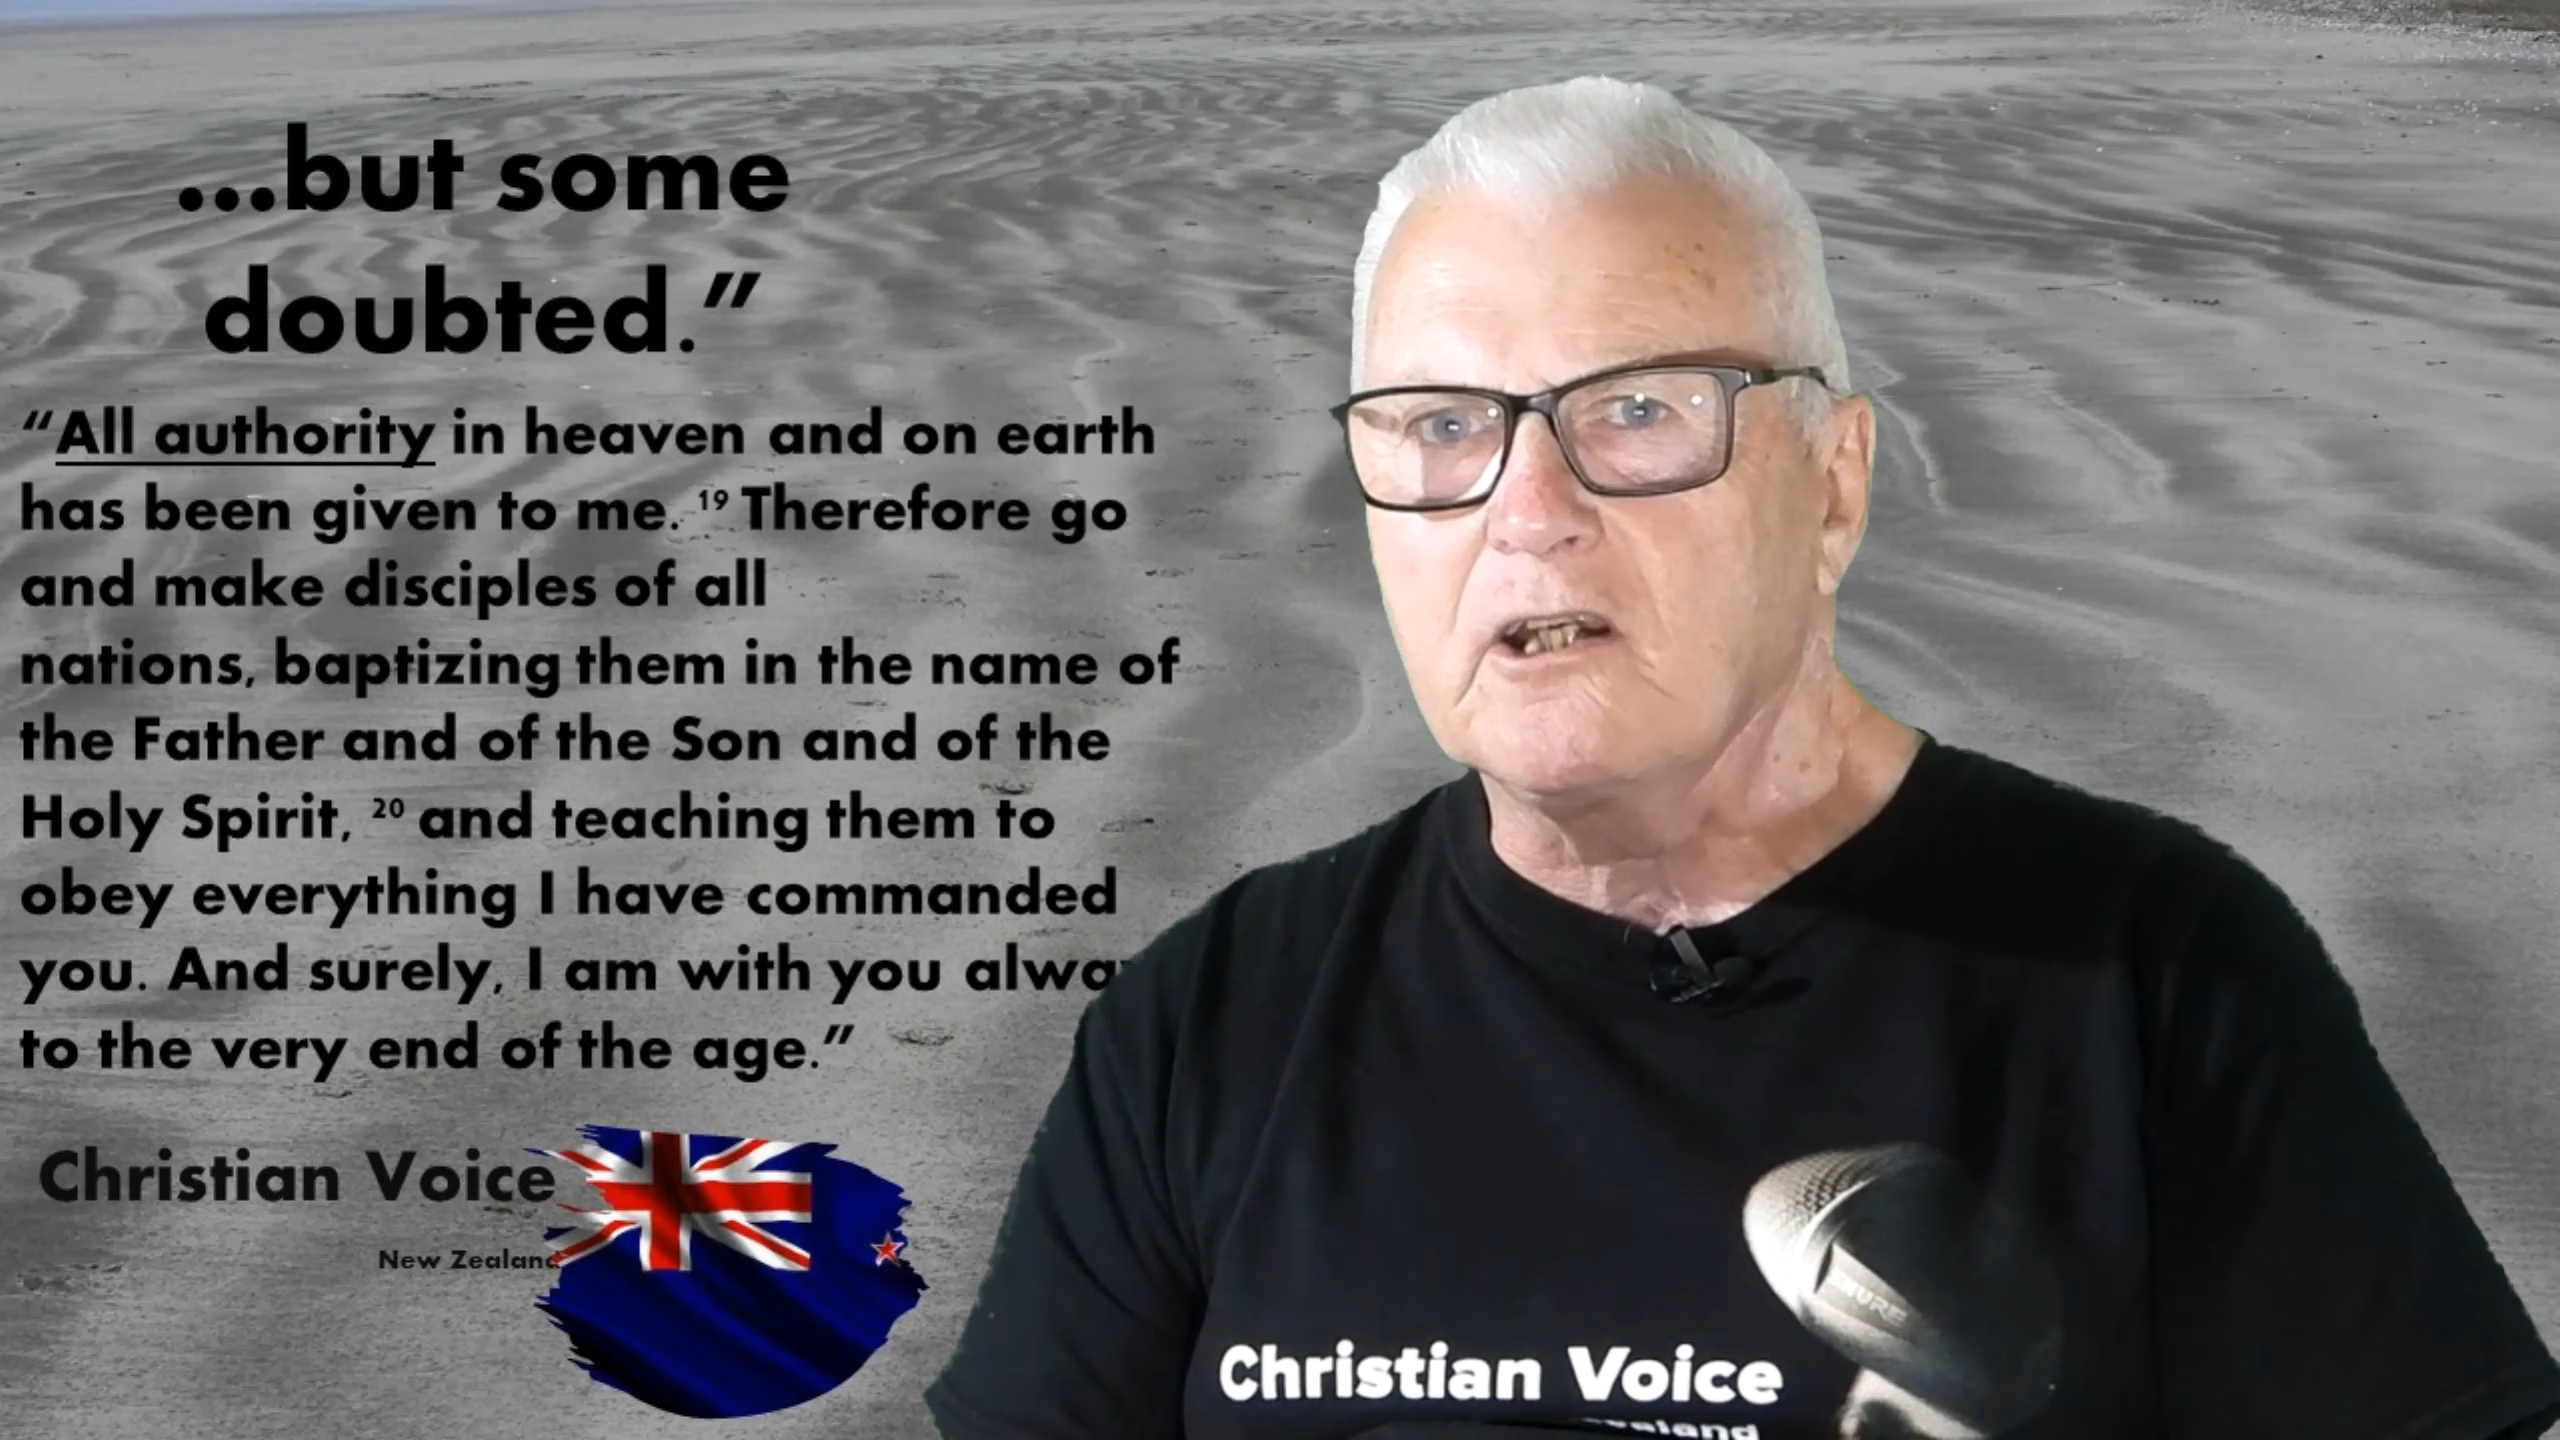 ...but some
doubted.”
“All authority in heaven and on earth
has been given to me. ¹⁹ Therefore go
and make disciples of all
nations, baptizing them in the name of
the Father and of the Son and of the
Holy Spirit, ²⁰ and teaching them to
obey everything I have commanded
you. And surely, I am with you alwa
to the very end of the age.”
Christian Voice
New Zealand
SHURE
Christian Voice
ealand